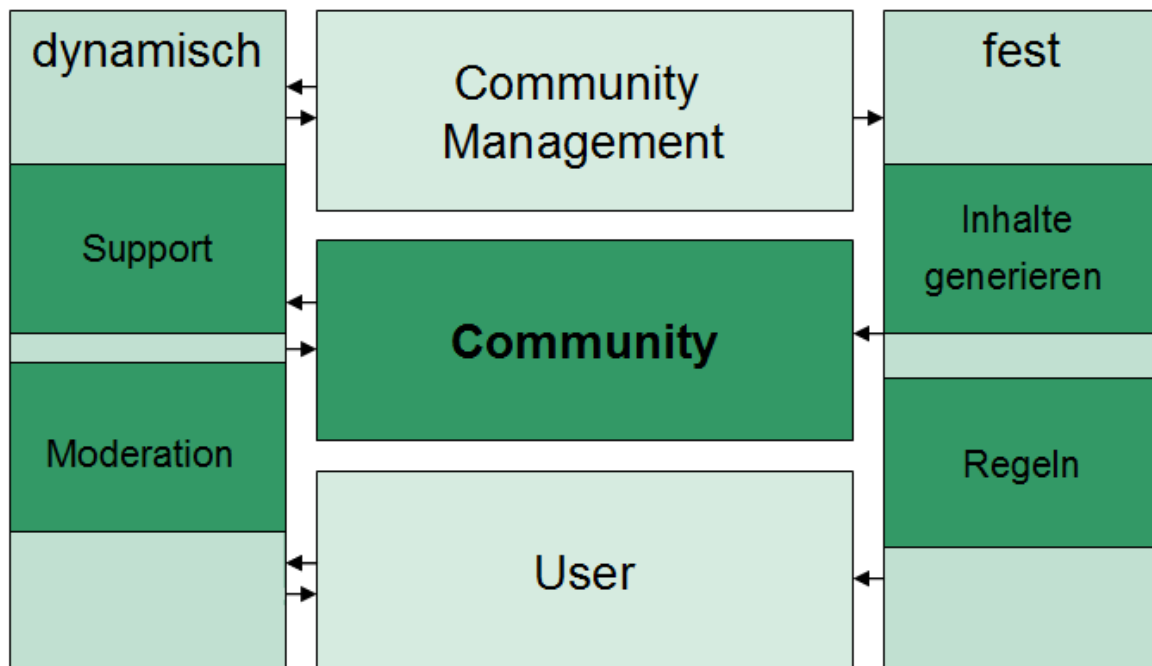 dynamisch
Support
Moderation
Community
Management
Community
User
fest
Inhalte
generieren
Regeln